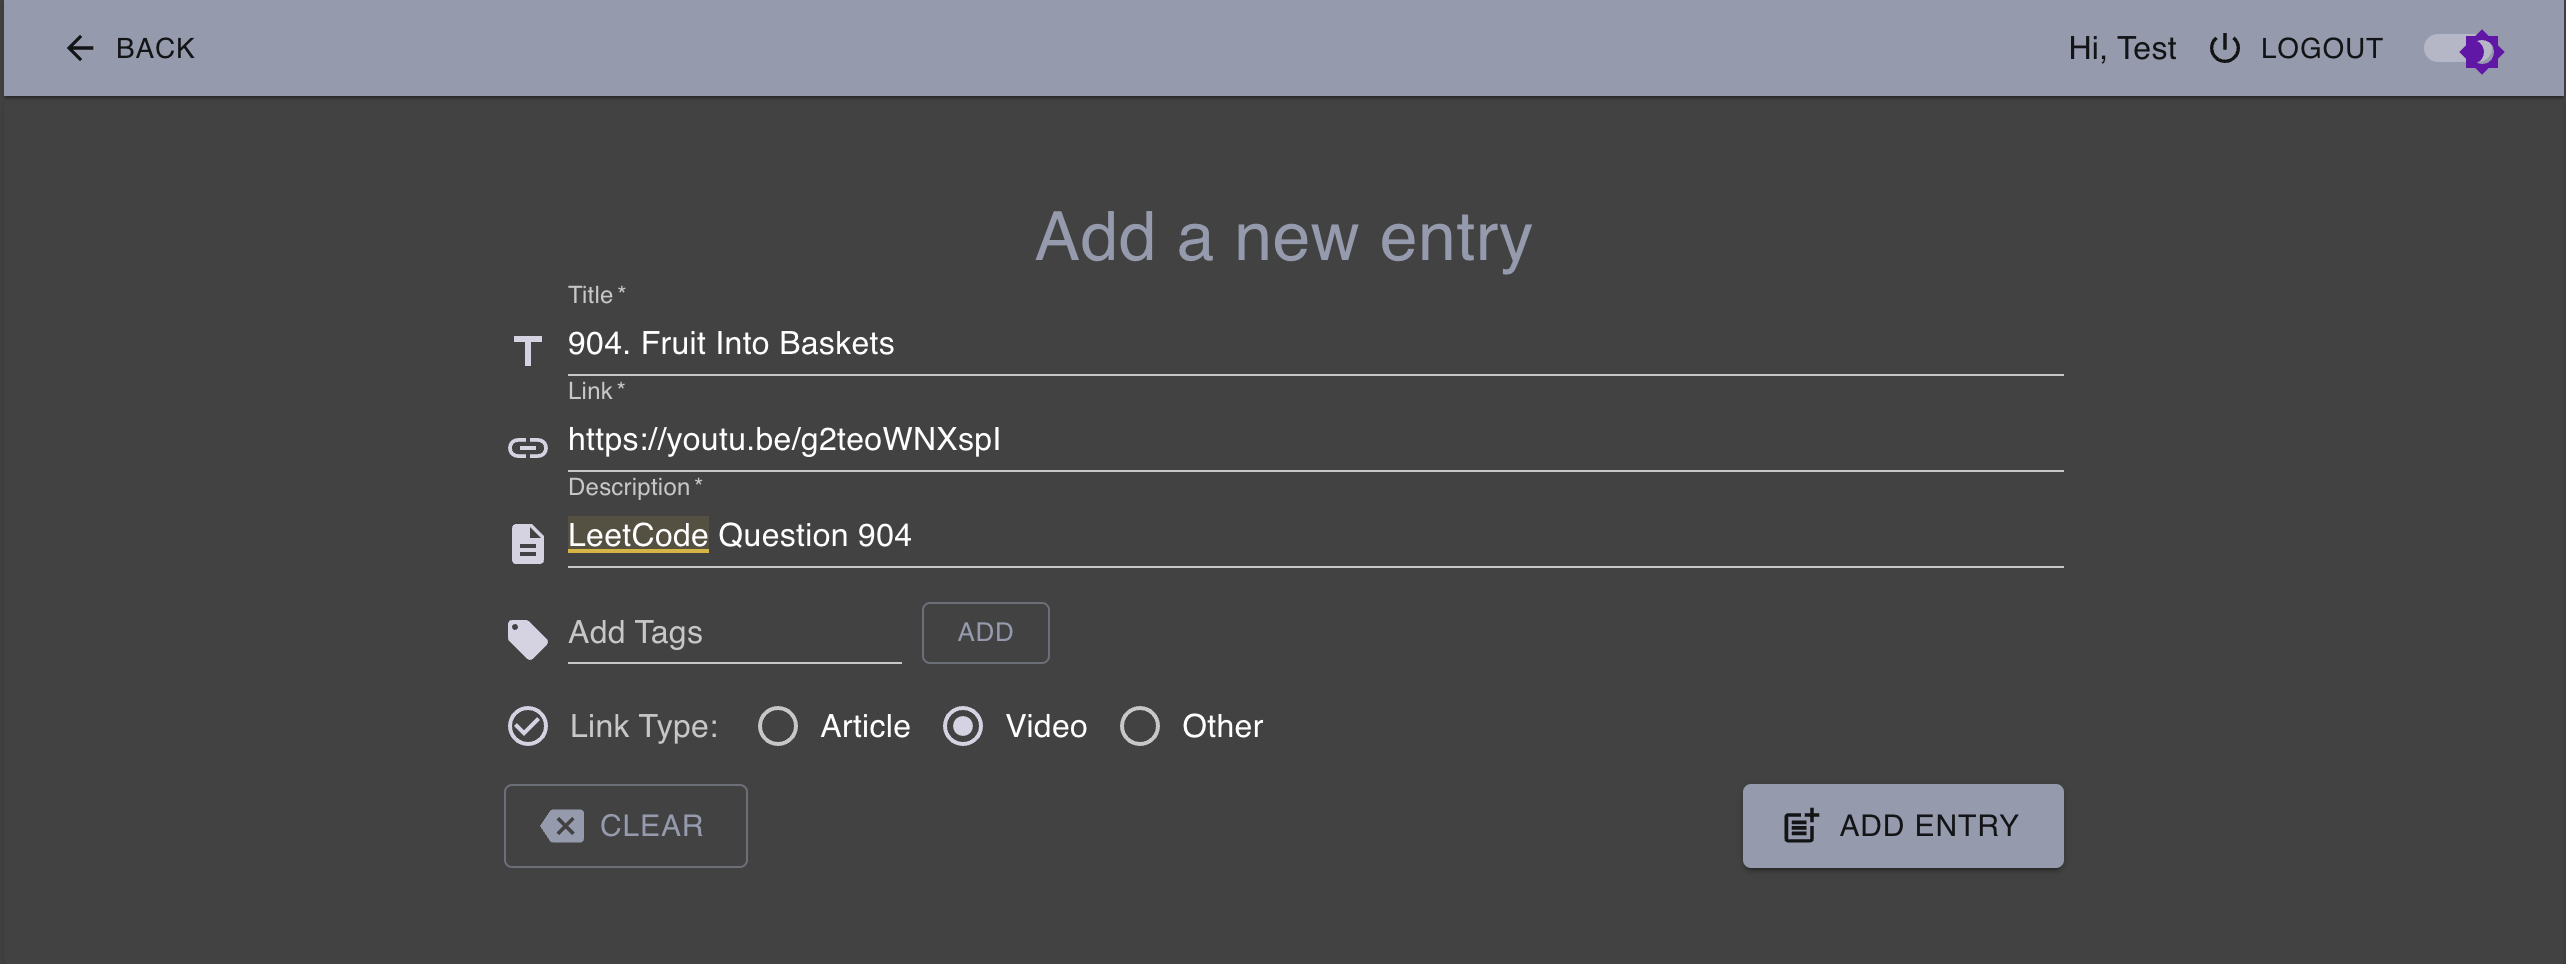 BACK
Hi, Test LOGOUT
Add a new entry
Title *
904. Fruit Into Baskets
Link *
https://youtu.be/g2teoWNXspI
Description *
LeetCode Question 904
Add Tags ADD
Link Type: Article Video Other
CLEAR
ADD ENTRY